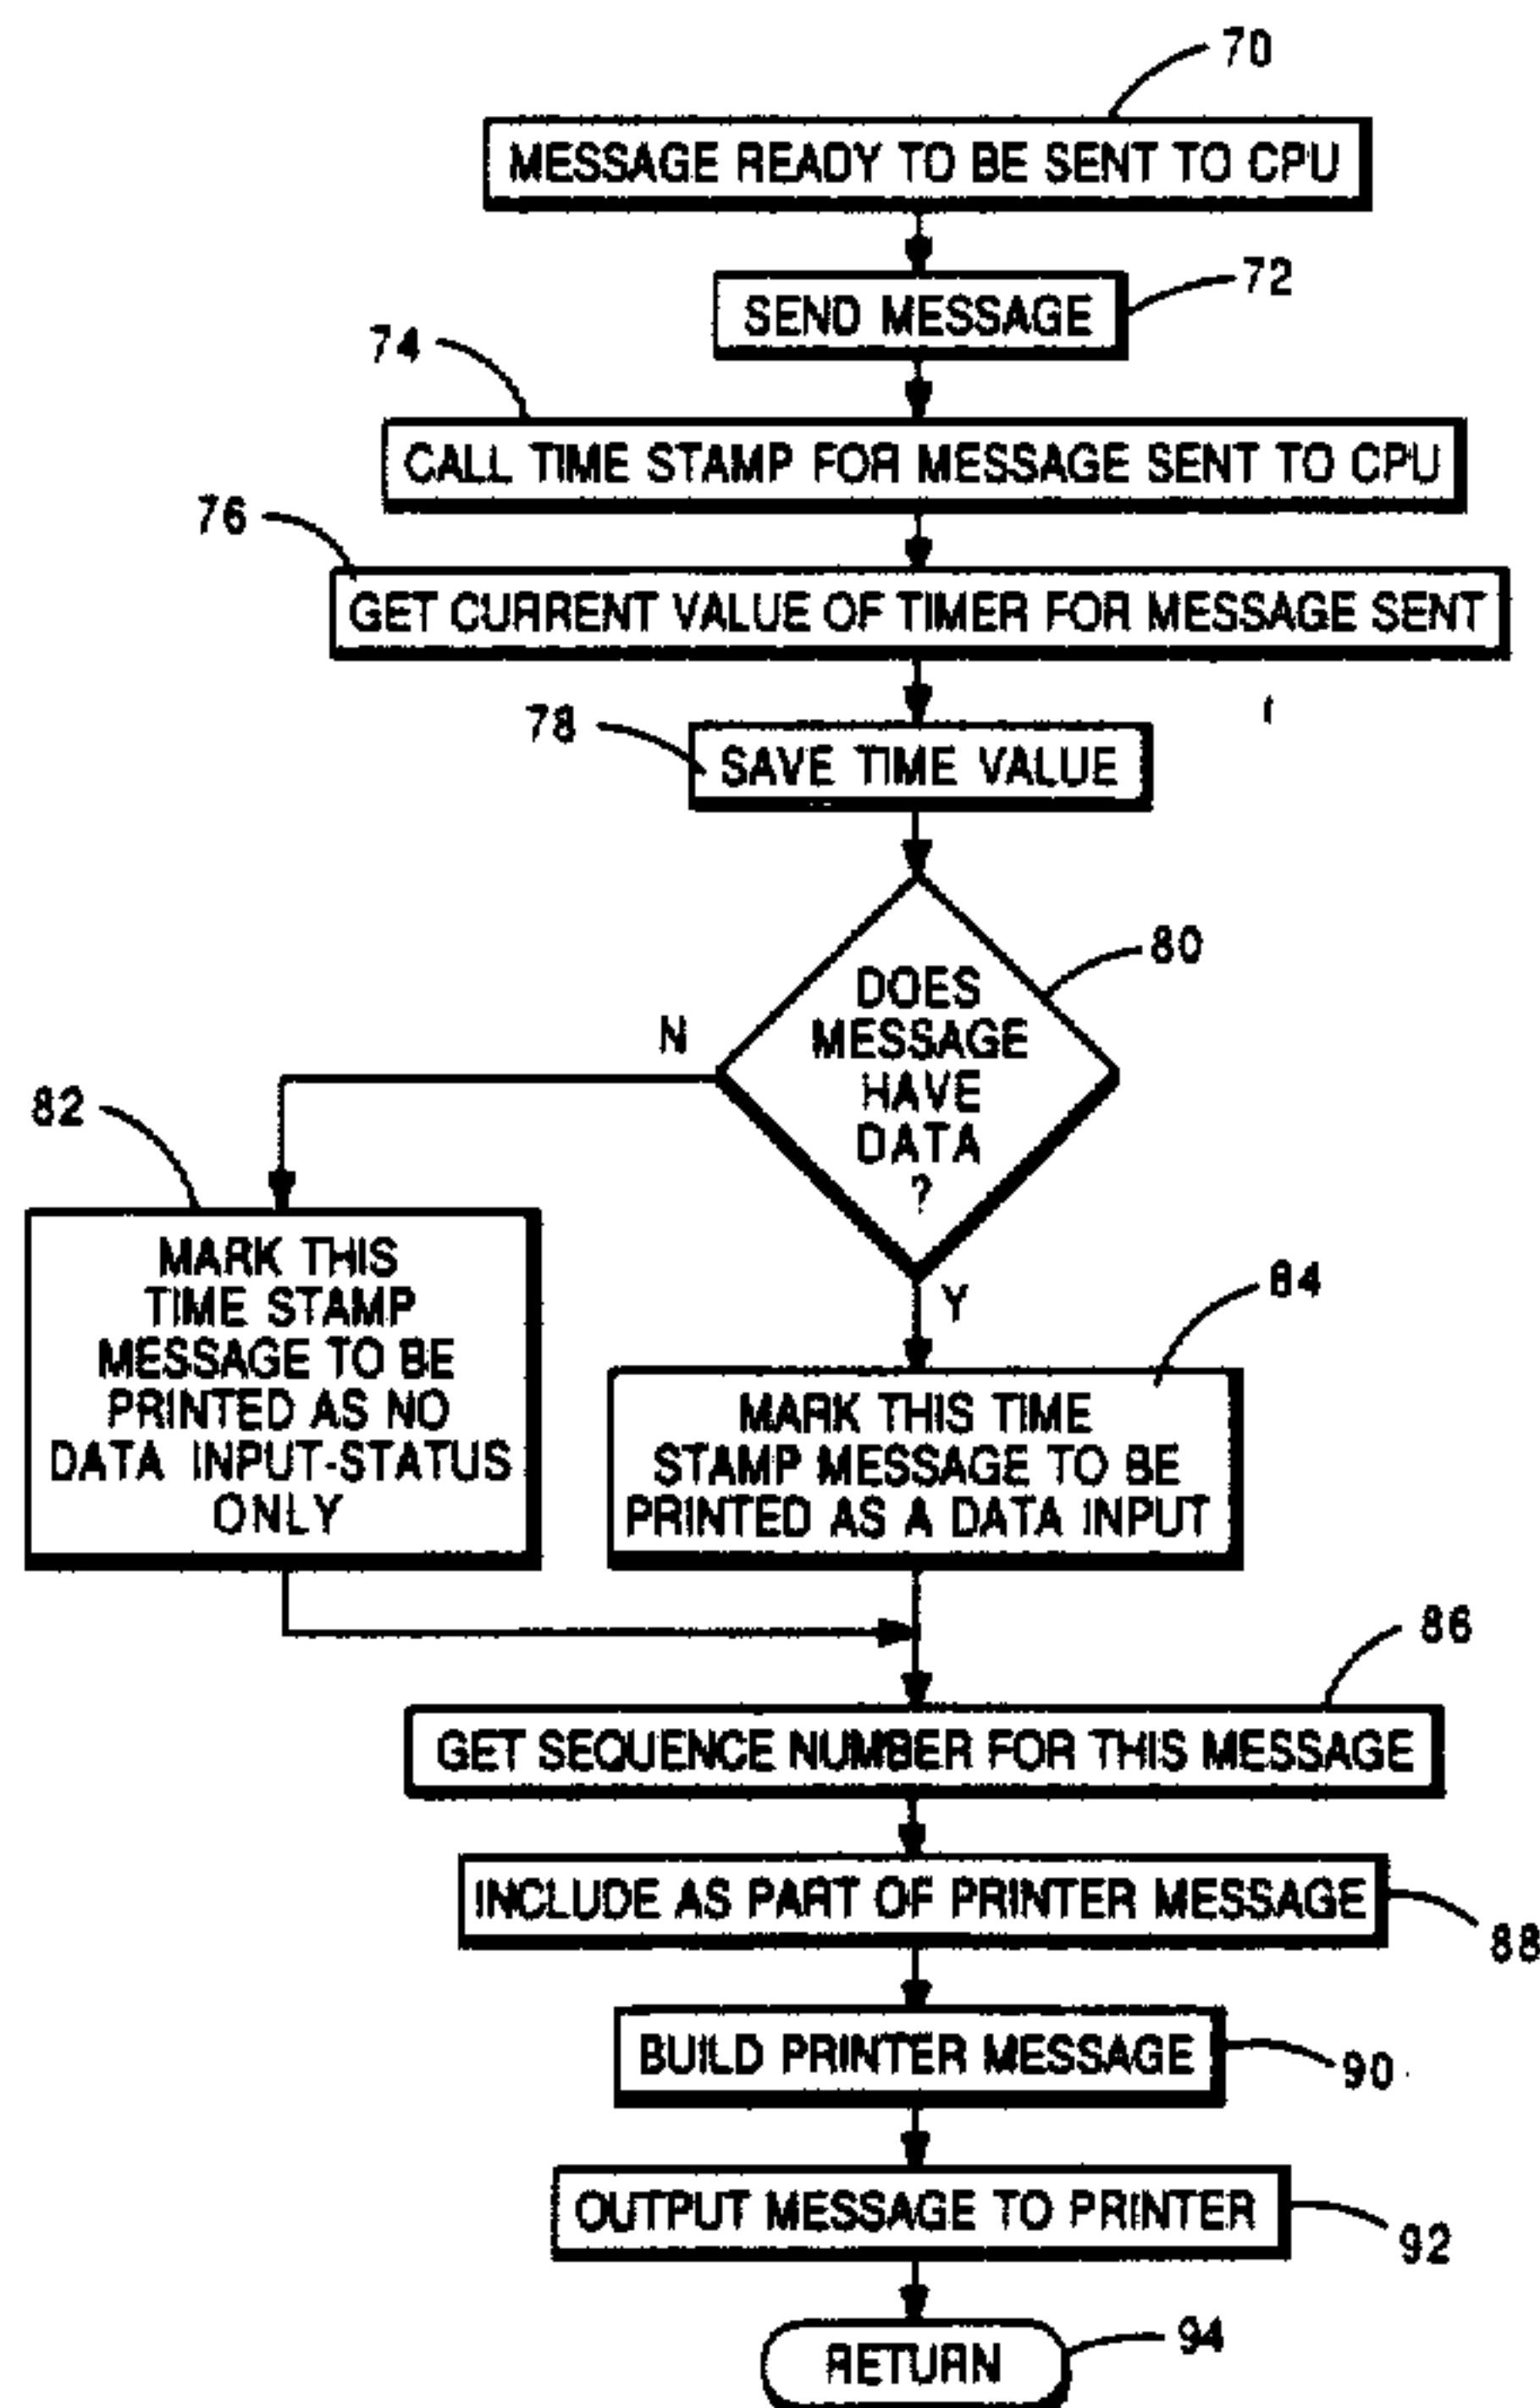 70
MESSAGE READY TO BE SENT TO CPU
72
SEND MESSAGE
74
CALL TIME STAMP FOR MESSAGE SENT TO CPU
76
GET CURRENT VALUE OF TIMER FOR MESSAGE SENT
78
SAVE TIME VALUE
80
DOES
MESSAGE
HAVE
DATA
?
N
Y
82
MARK THIS
TIME STAMP
MESSAGE TO BE
PRINTED AS NO
DATA INPUT-STATUS
ONLY
84
MARK THIS TIME
STAMP MESSAGE TO BE
PRINTED AS A DATA INPUT
86
GET SEQUENCE NUMBER FOR THIS MESSAGE
INCLUDE AS PART OF PRINTER MESSAGE
88
BUILD PRINTER MESSAGE
90
OUTPUT MESSAGE TO PRINTER
92
RETURN
94